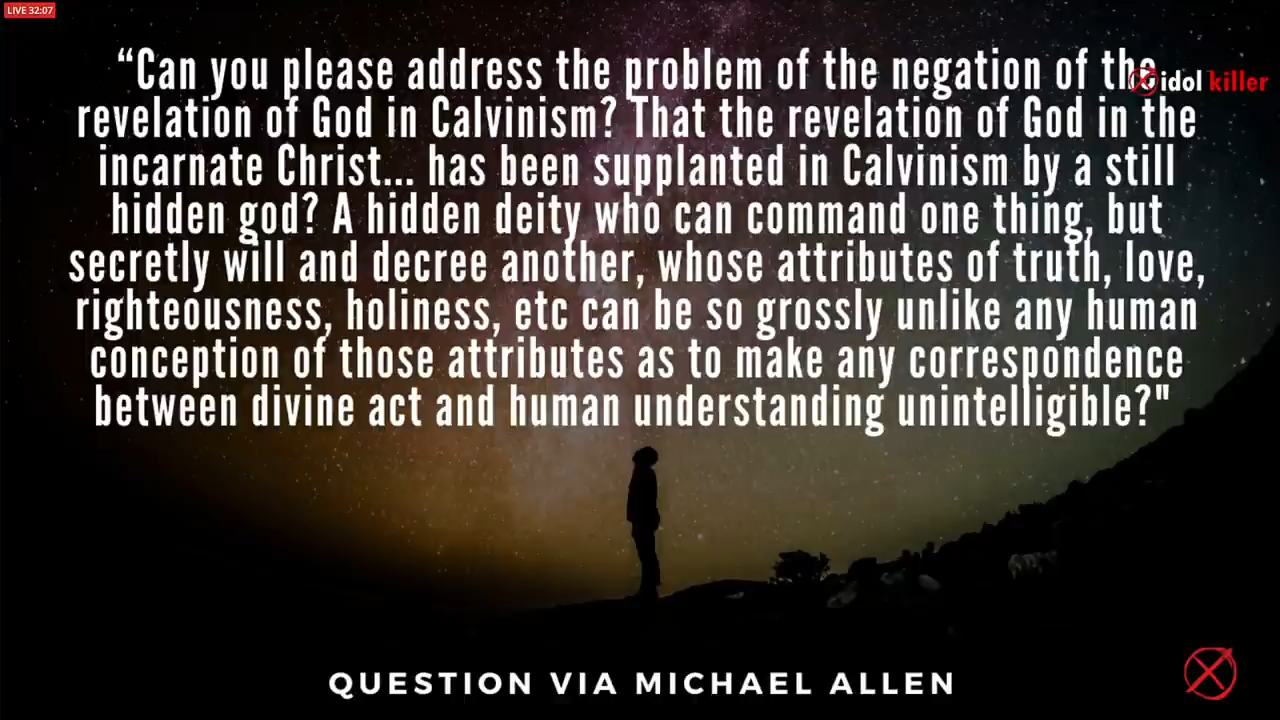 LIVE 32:07
“Can you please address the problem of the negation of the
idol killer
revelation of God in Calvinism? That the revelation of God in the
incarnate Christ... has been supplanted in Calvinism by a still
hidden god? A hidden deity who can command one thing, but
secretly will and decree another, whose attributes of truth, love,
righteousness, holiness, etc can be so grossly unlike any human
conception of those attributes as to make any correspondence
between divine act and human understanding unintelligible?"
QUESTION VIA MICHAEL ALLEN